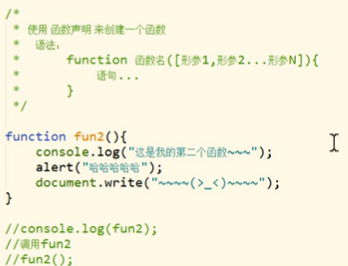 /*
 * 使用 函数声明 来创建一个函数
 * 语法：
 * function 函数名([形参1,形参2...形参N]){
 * 语句...
 * }
 */
function fun2(){
console.log("这是我的第二个函数~~~");
alert("哈哈哈哈哈");
document.write("~~~~(>_<)~~~~");
}
//console.log(fun2);
//调用fun2
//fun2();